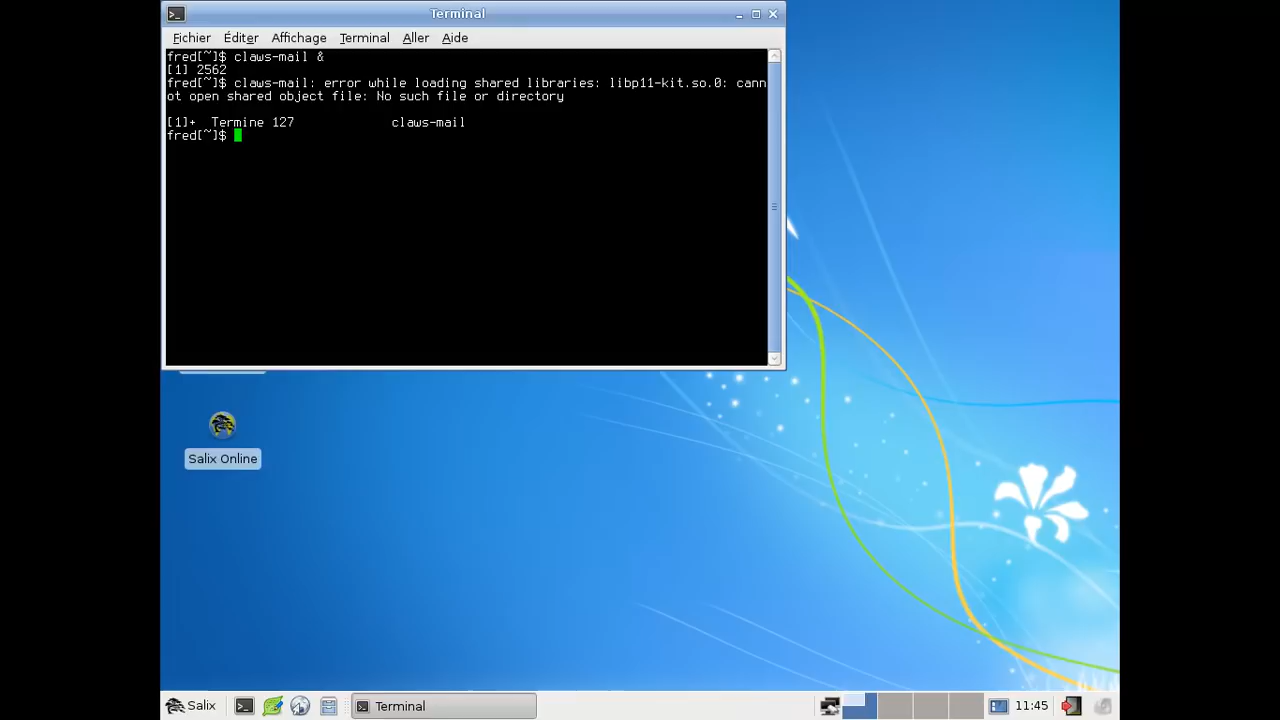 Terminal
Fichier Éditer Affichage Terminal Aller Aide
fred[~]$ claws-mail &
[1] 2562
fred[~]$ claws-mail: error while loading shared libraries: libp11-kit.so.0: cann
ot open shared object file: No such file or directory
[1]+  Termine 127             claws-mail
fred[~]$
Salix Online
Salix
Terminal
11:45